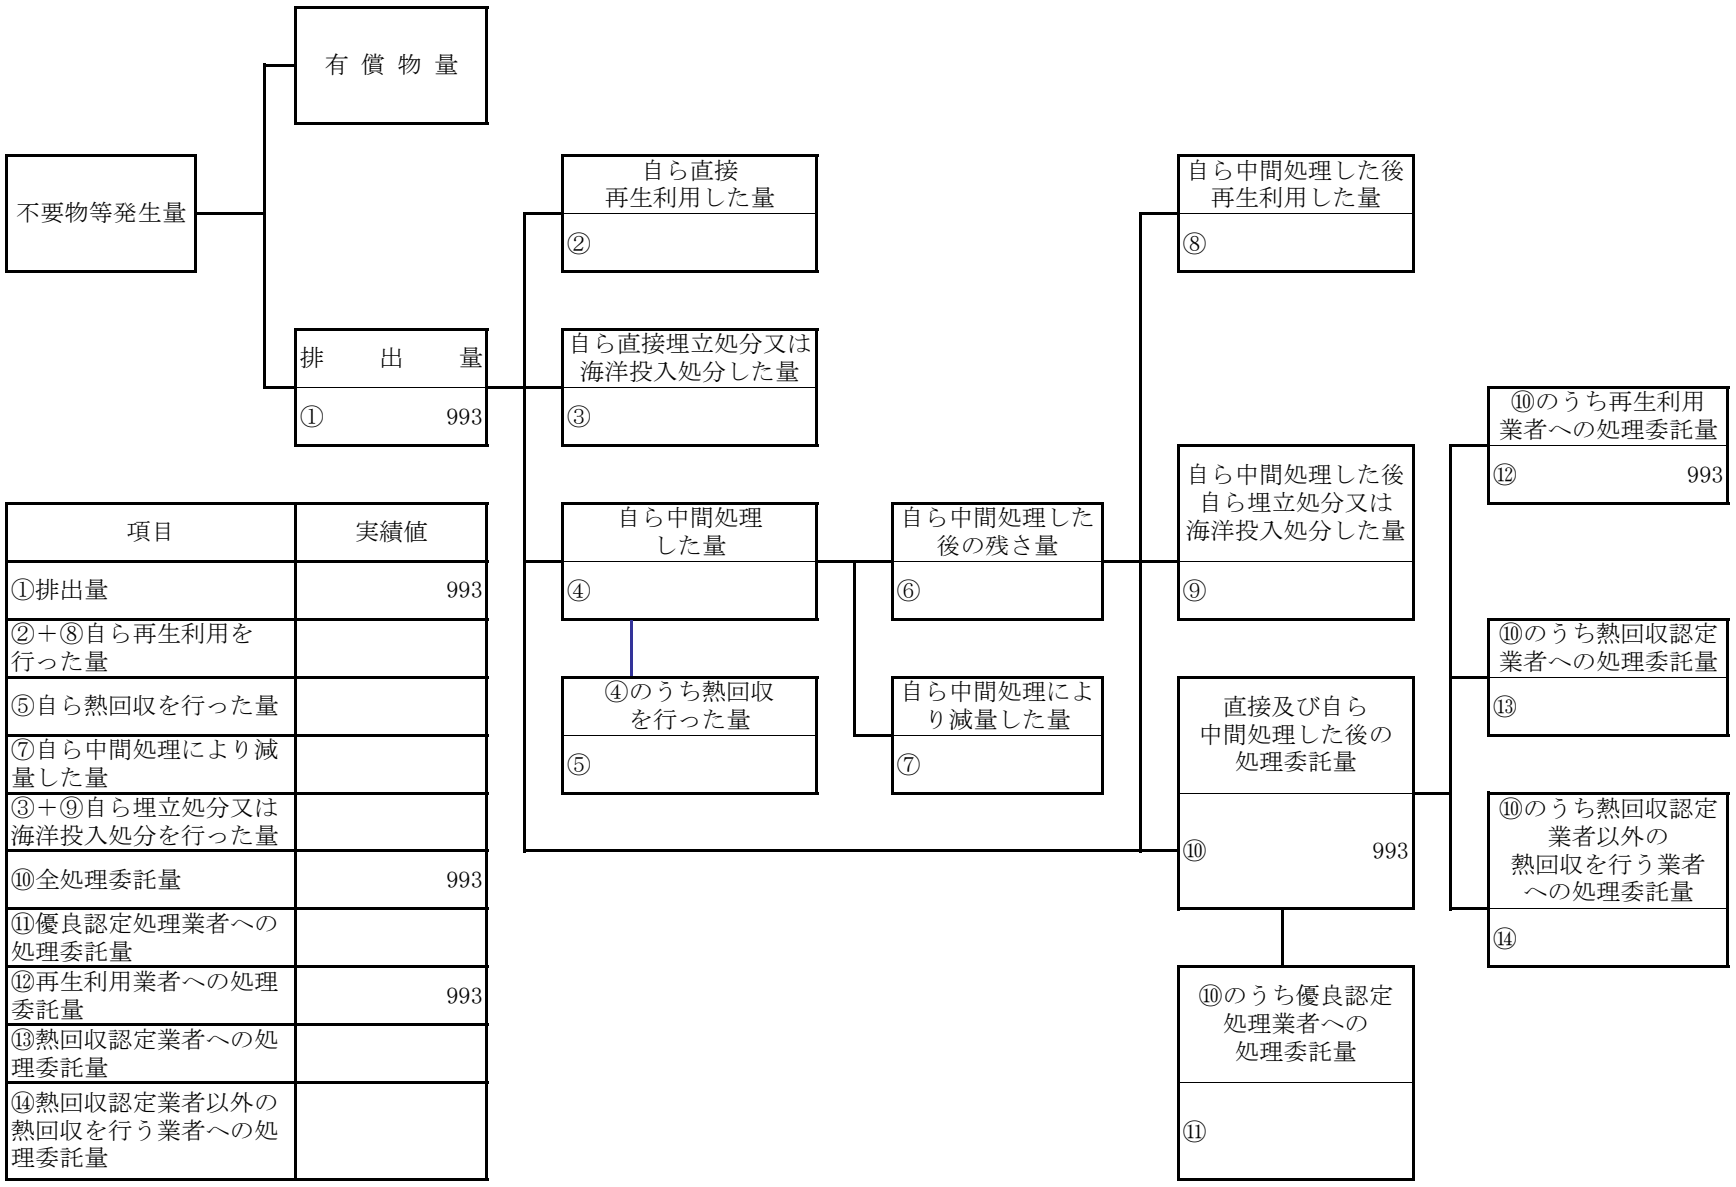 有 償 物 量
不要物等発生量
自ら直接
再生利用した量
②
自ら中間処理した後
再生利用した量
⑧
排 出 量
① 993
自ら直接埋立処分又は
海洋投入処分した量
③
⑩のうち再生利用
業者への処理委託量
⑫ 993
自ら中間処理
した量
④
自ら中間処理した
後の残さ量
⑥
自ら中間処理した後
自ら埋立処分又は
海洋投入処分した量
⑨
④のうち熱回収
を行った量
⑤
自ら中間処理によ
り減量した量
⑦
直接及び自ら
中間処理した後の
処理委託量
⑩ 993
⑩のうち熱回収認定
業者への処理委託量
⑬
⑩のうち熱回収認定
業者以外の
熱回収を行う業者
への処理委託量
⑭
⑩のうち優良認定
処理業者への
処理委託量
⑪
項目 実績値
①排出量 993
②＋⑧自ら再生利用を
行った量
⑤自ら熱回収を行った量
⑦自ら中間処理により減
量した量
③＋⑨自ら埋立処分又は
海洋投入処分を行った量
⑩全処理委託量 993
⑪優良認定処理業者への
処理委託量
⑫再生利用業者への処理
委託量 993
⑬熱回収認定業者への処
理委託量
⑭熱回収認定業者以外の
熱回収を行う業者への処
理委託量